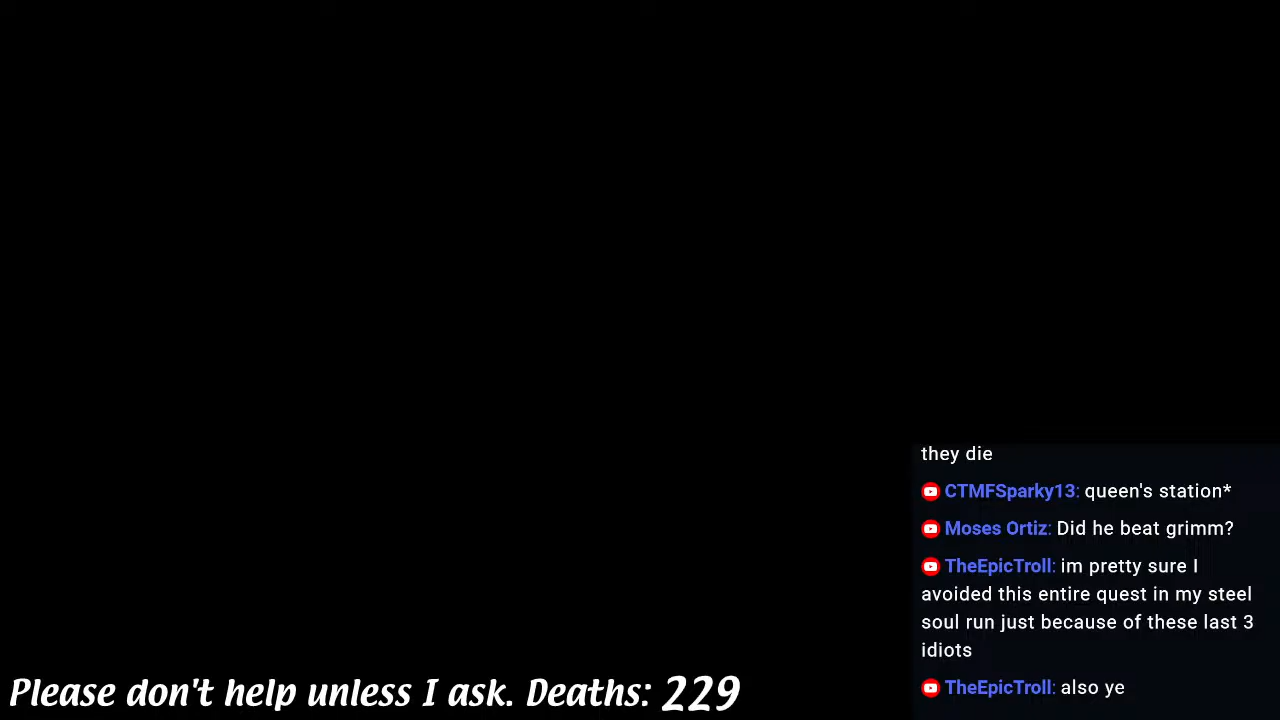 they die
CTMFSparky13: queen's station*
Moses Ortiz: Did he beat grimm?
TheEpicTroll: im pretty sure I
avoided this entire quest in my steel
soul run just because of these last 3
idiots
TheEpicTroll: also ye
Please don't help unless I ask. Deaths: 229